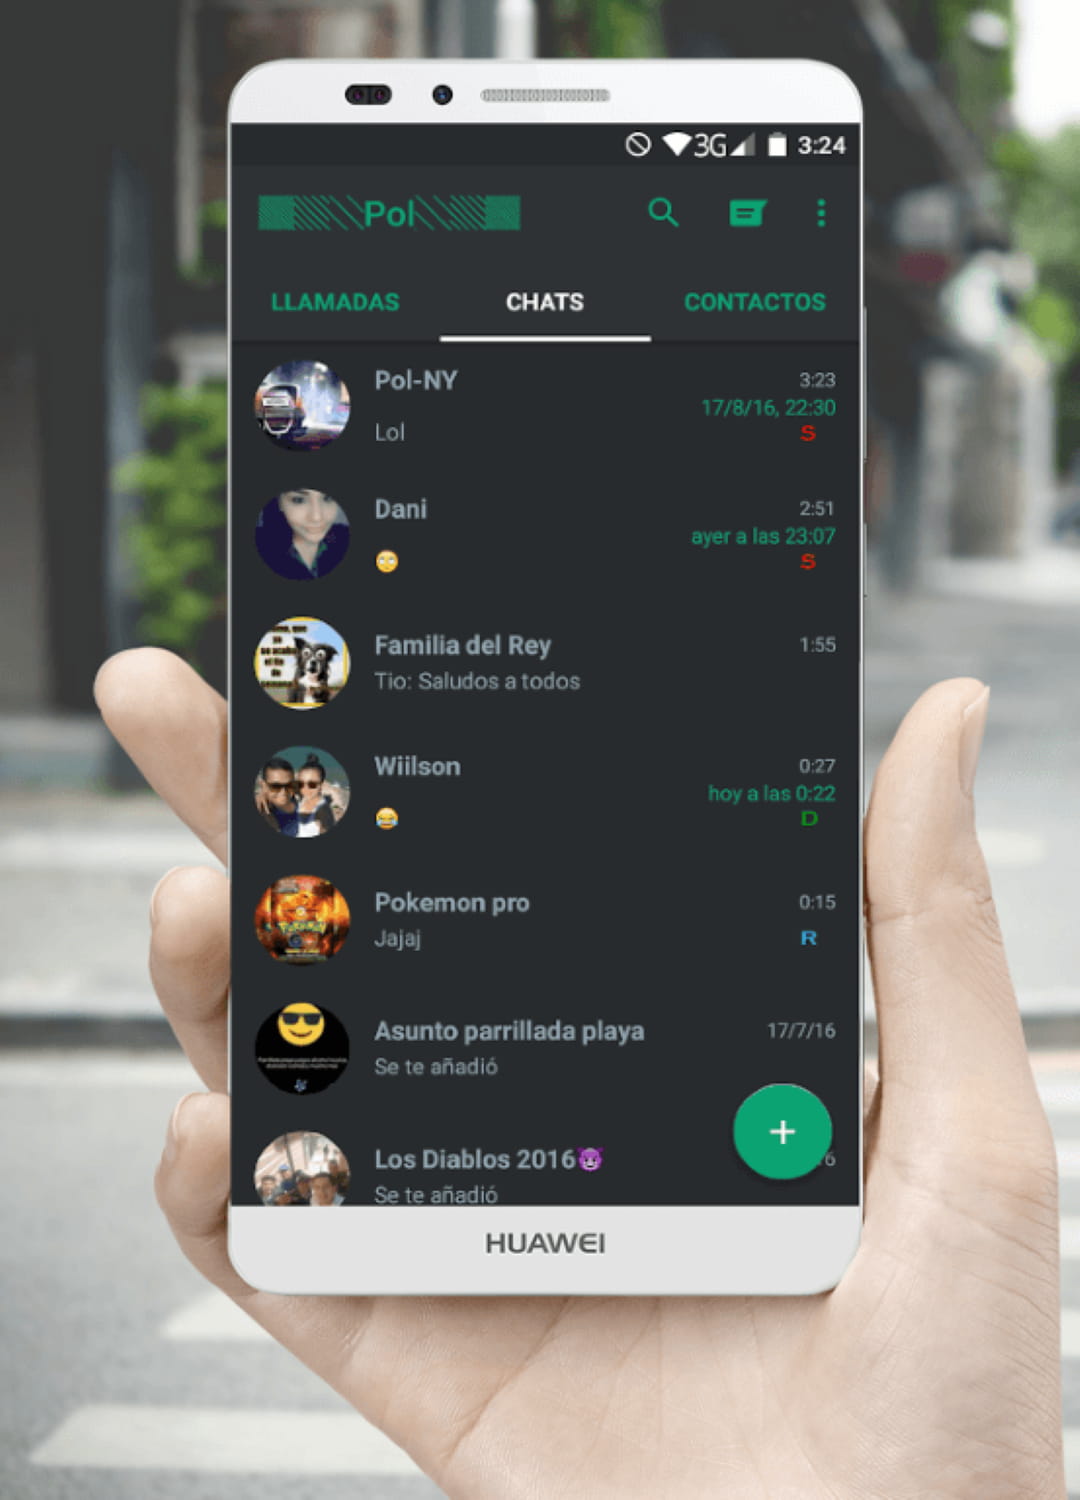 3G 3:24
Pol
LLAMADAS CHATS CONTACTOS
Pol-NY 3:23
17/8/16, 22:30
Lol S
Dani 2:51
ayer a las 23:07
🙄 S
Familia del Rey 1:55
Tio: Saludos a todos
Wiilson 0:27
hoy a las 0:22
😂 D
Pokemon pro 0:15
Jajaj R
Asunto parrillada playa 17/7/16
Se te añadió
+
Los Diablos 2016😈 6
Se te añadió
HUAWEI